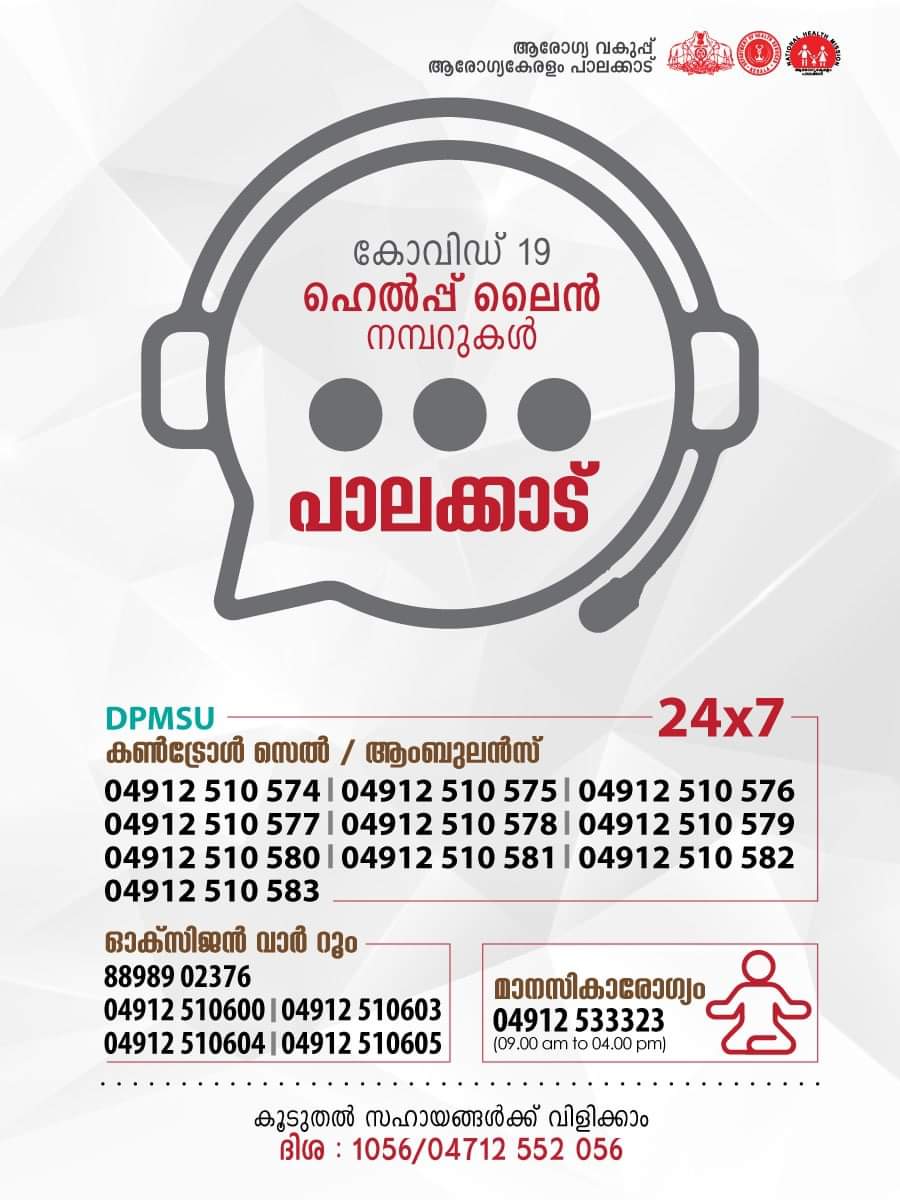 ആരോഗ്യ വകുപ്പ്
ആരോഗ്യകേരളം പാലക്കാട്
NATIONAL HEALTH MISSION
കോവിഡ് 19
ഹെൽപ്പ് ലൈൻ
നമ്പറുകൾ
പാലക്കാട്
DPMSU
24x7
കൺട്രോൾ സെൽ / ആംബുലൻസ്
04912 510 574 | 04912 510 575 | 04912 510 576
04912 510 577 | 04912 510 578 | 04912 510 579
04912 510 580 | 04912 510 581 | 04912 510 582
04912 510 583
ഓക്സിജൻ വാർ റൂം
88989 02376
04912 510600 | 04912 510603
04912 510604 | 04912 510605
മാനസികാരോഗ്യം
04912 533323
(09.00 am to 04.00 pm)
കൂടുതൽ സഹായങ്ങൾക്ക് വിളിക്കാം
ദിശ : 1056/04712 552 056